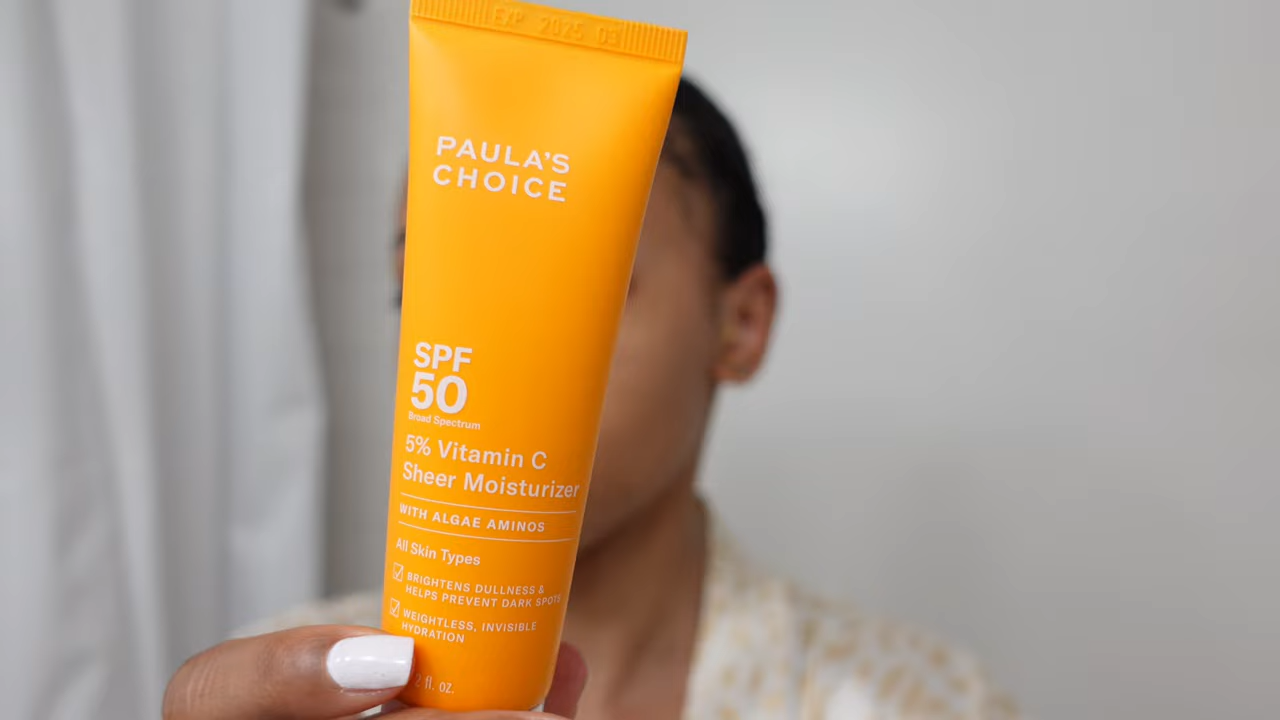 EXP 2025 03
PAULA'S
CHOICE
SPF
50
Broad Spectrum
5% Vitamin C
Sheer Moisturizer
WITH ALGAE AMINOS
All Skin Types
BRIGHTENS DULLNESS &
HELPS PREVENT DARK SPOTS
WEIGHTLESS, INVISIBLE
HYDRATION
2 fl. oz.